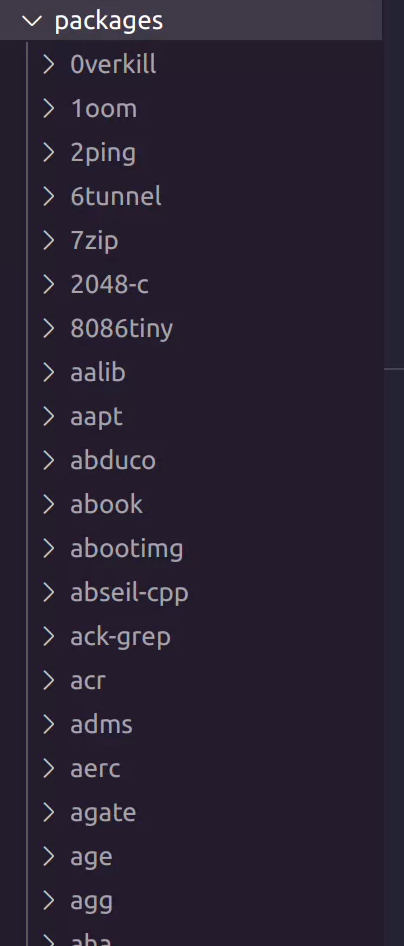 packages
0verkill
1oom
2ping
6tunnel
7zip
2048-c
8086tiny
aalib
aapt
abduco
abook
abootimg
abseil-cpp
ack-grep
acr
adms
aerc
agate
age
agg